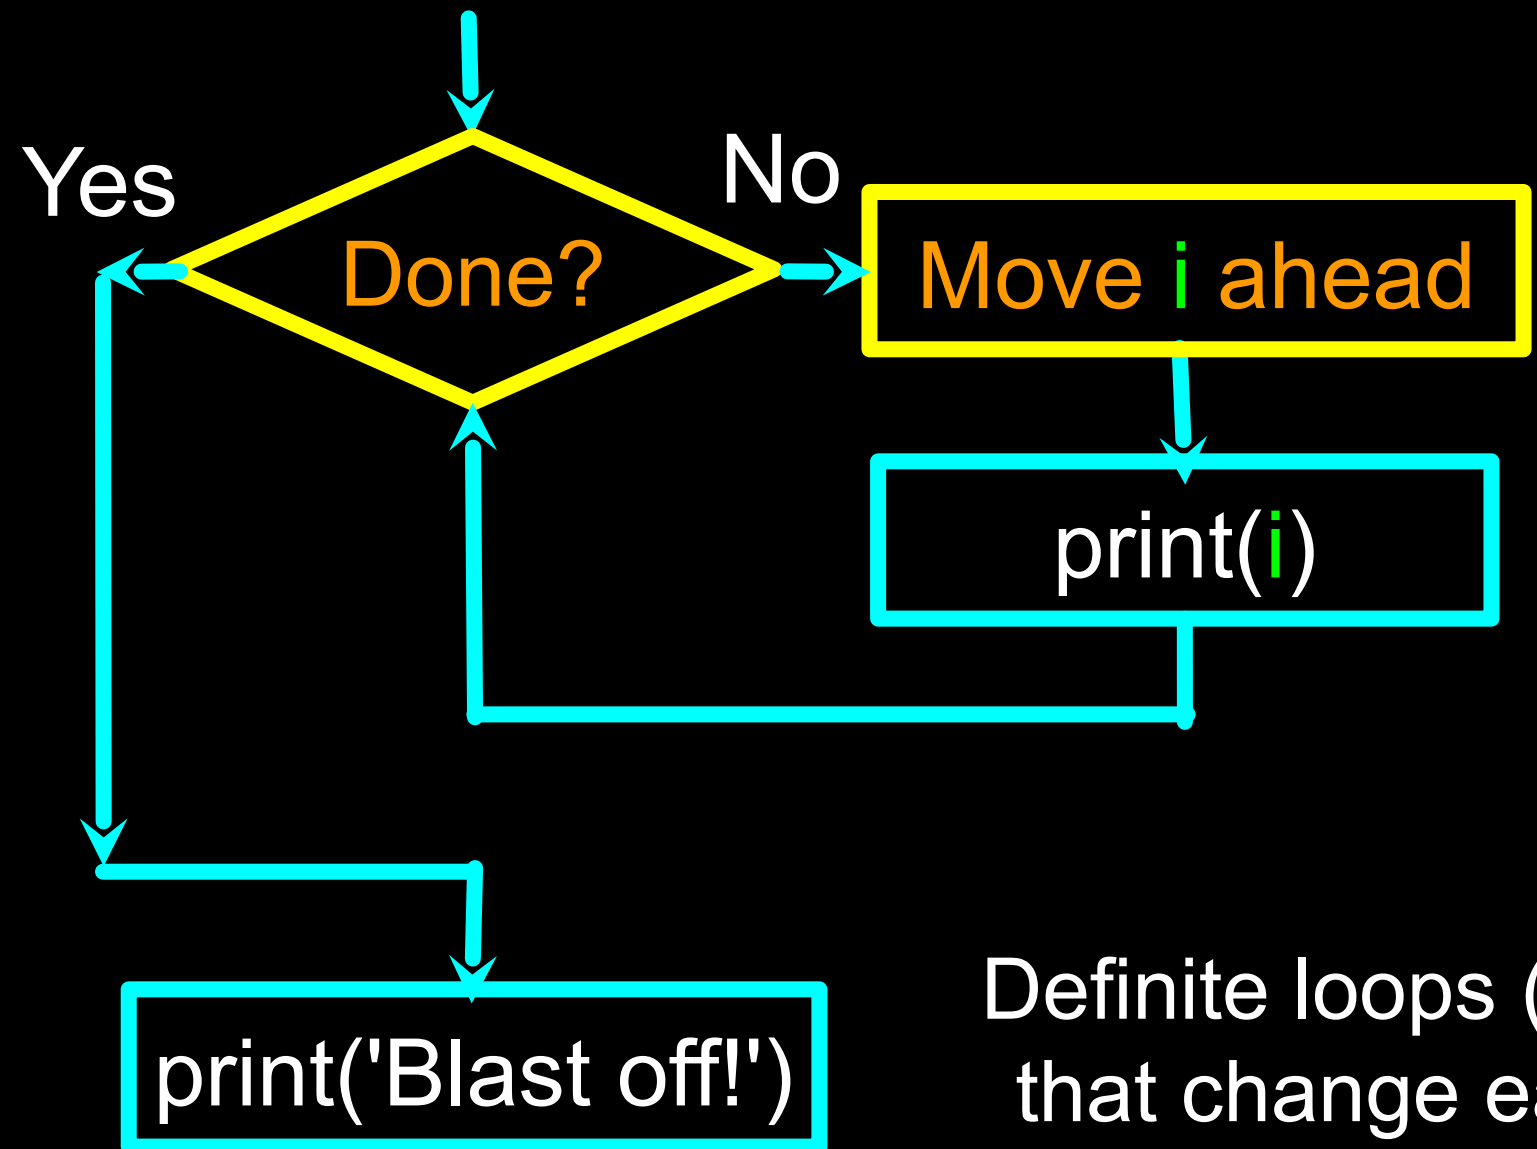 Yes
No
Done?
Move i ahead
print(i)
print('Blast off!')
Definite loops (
that change